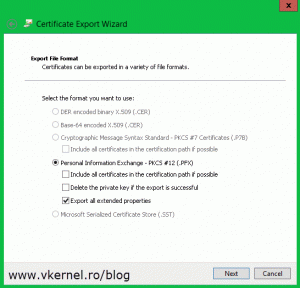 Certificate Export Wizard
Export File Format
Certificates can be exported in a variety of file formats.
Select the format you want to use:
DER encoded binary X.509 (.CER)
Base-64 encoded X.509 (.CER)
Cryptographic Message Syntax Standard - PKCS #7 Certificates (.P7B)
Include all certificates in the certification path if possible
Personal Information Exchange - PKCS #12 (.PFX)
Include all certificates in the certification path if possible
Delete the private key if the export is successful
Export all extended properties
Microsoft Serialized Certificate Store (.SST)
www.vkernel.ro/blog
Next Cancel